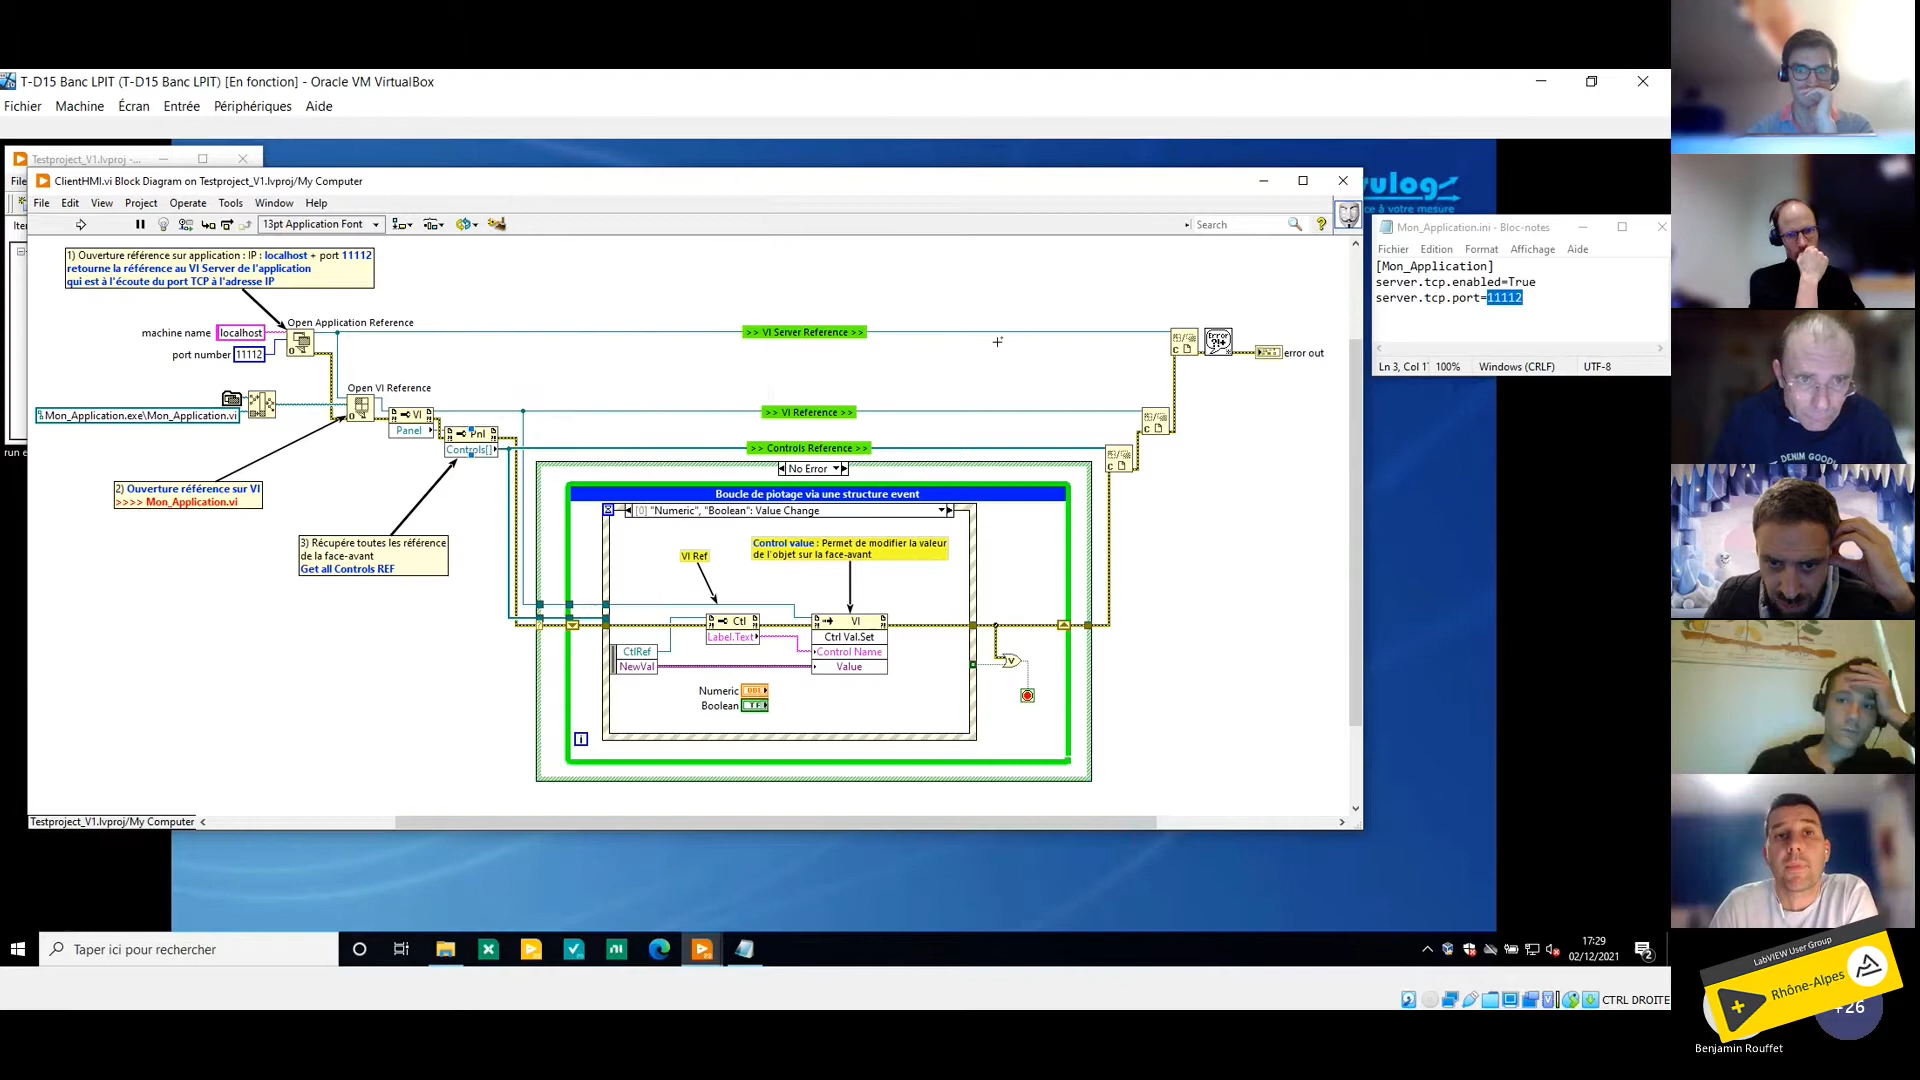 T-D15 Banc LPIT (T-D15 Banc LPIT) [En fonction] - Oracle VM VirtualBox
Fichier Machine Écran Entrée Périphériques Aide
Testproject_V1.lvproj -...
ClientHMI.vi Block Diagram on Testproject_V1.lvproj/My Computer
File Edit View Project Operate Tools Window Help
13pt Application Font
Search
1) Ouverture référence sur application : IP : localhost + port 11112
retourne la référence au VI Server de l'application
qui est à l'écoute du port TCP à l'adresse IP
Open Application Reference
machine name localhost
port number 11112
>> VI Server Reference >>
error out
Open VI Reference
Mon_Application.exe\Mon_Application.vi
VI
Panel
Pnl
Controls[]
>> VI Reference >>
>> Controls Reference >>
No Error
2) Ouverture référence sur VI
>>>> Mon_Application.vi
3) Récupére toutes les référence
de la face-avant
Get all Controls REF
Boucle de piotage via une structure event
[0] "Numeric", "Boolean": Value Change
VI Ref
Control value : Permet de modifier la valeur
de l'objet sur la face-avant
Ctl
Label.Text
VI
Ctrl Val.Set
Control Name
Value
CtlRef
NewVal
Numeric
Boolean
TF
i
Testproject_V1.lvproj/My Computer
Mon_Application.ini - Bloc-notes
Fichier Edition Format Affichage Aide
[Mon_Application]
server.tcp.enabled=True
server.tcp.port=11112
Ln 3, Col 1 100% Windows (CRLF) UTF-8
Taper ici pour rechercher
17:29
02/12/2021
2
CTRL DROITE
DENIM GOODS
LabVIEW User Group
Rhône-Alpes
+26
Benjamin Rouffet